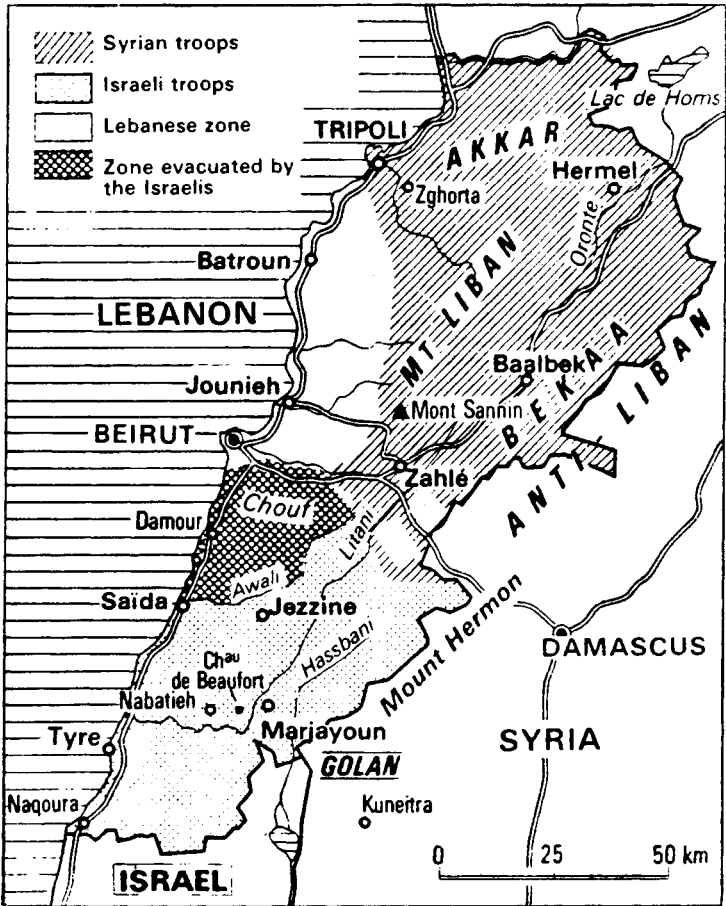 Syrian troops
Israeli troops
Lebanese zone
Zone evacuated by
the Israelis
Lac de Homs
TRIPOLI
AKKAR
Zghorta
Hermel
Oronte
Batroun
LEBANON
MT LIBAN
Baalbek
BEKAA
ANTI-LIBAN
Jounieh
Mont Sannin
BEIRUT
Zahlé
Chouf
Damour
Litani
Awali
Saïda
Jezzine
Hassbani
Mount Hermon
DAMASCUS
Chau
de Beaufort
Nabatieh
Marjayoun
Tyre
SYRIA
GOLAN
Naqoura
Kuneitra
ISRAEL
0 25 50 km